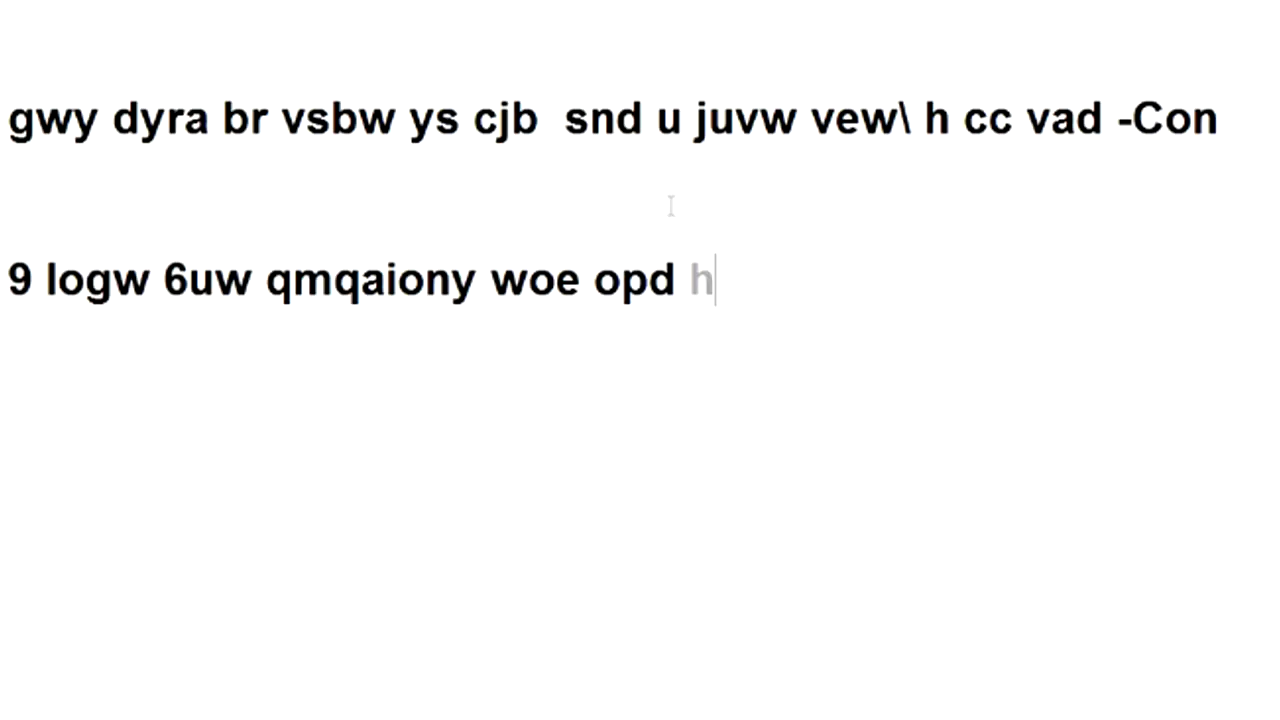 gwy dyra br vsbw ys cjb  snd u juvw vew\ h cc vad -Con
9 logw 6uw qmqaiony woe opd h